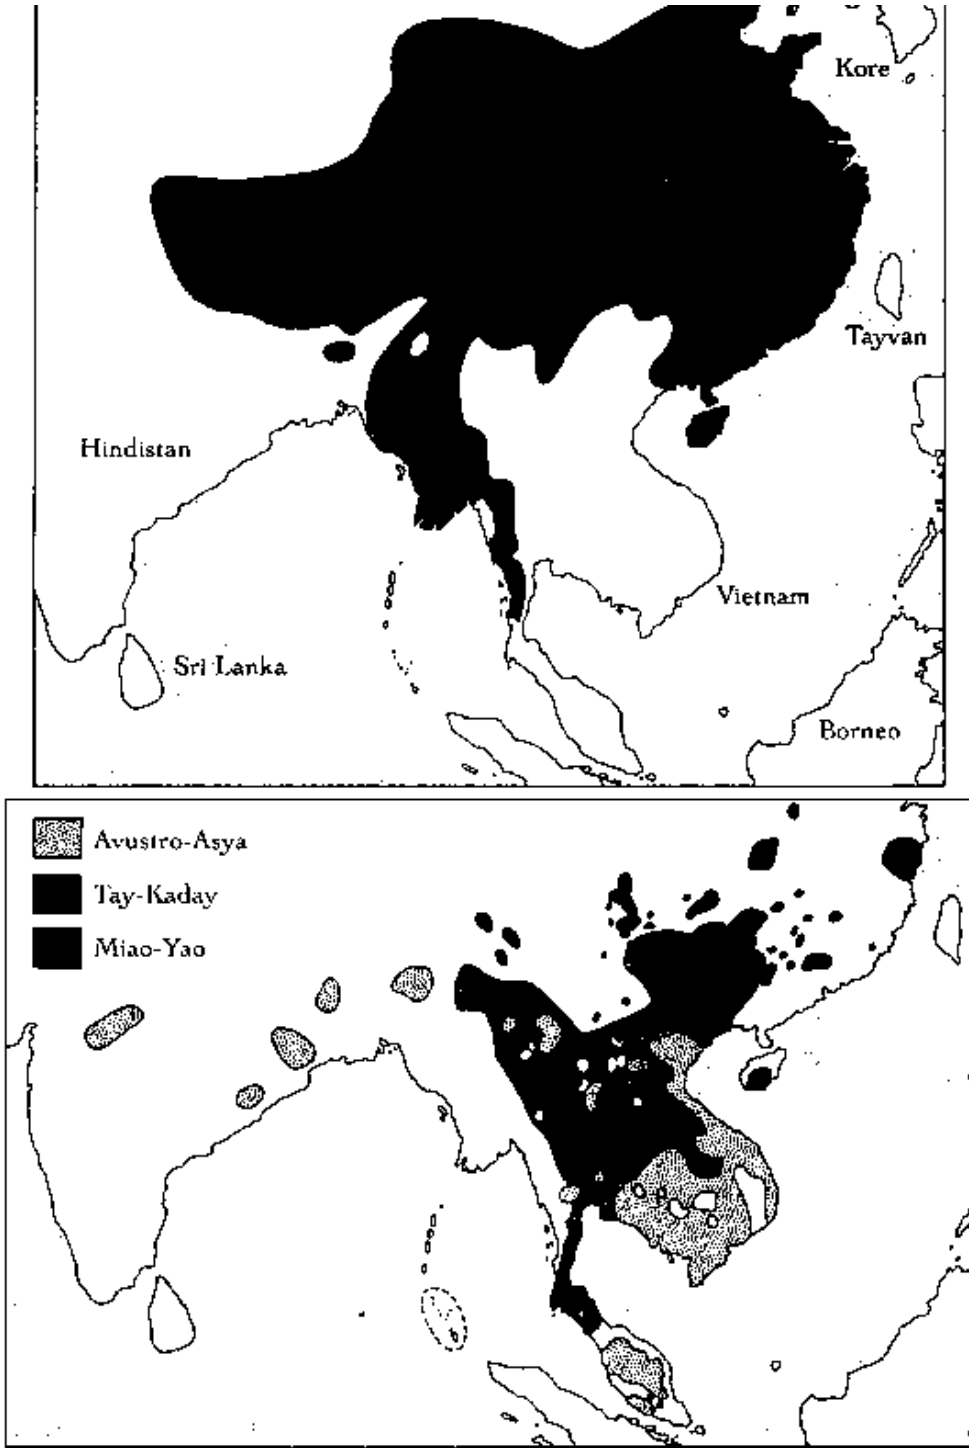 Kore
Tayvan
Hindistan
Vietnam
Sri Lanka
Borneo
Avustro-Asya
Tay-Kaday
Miao-Yao